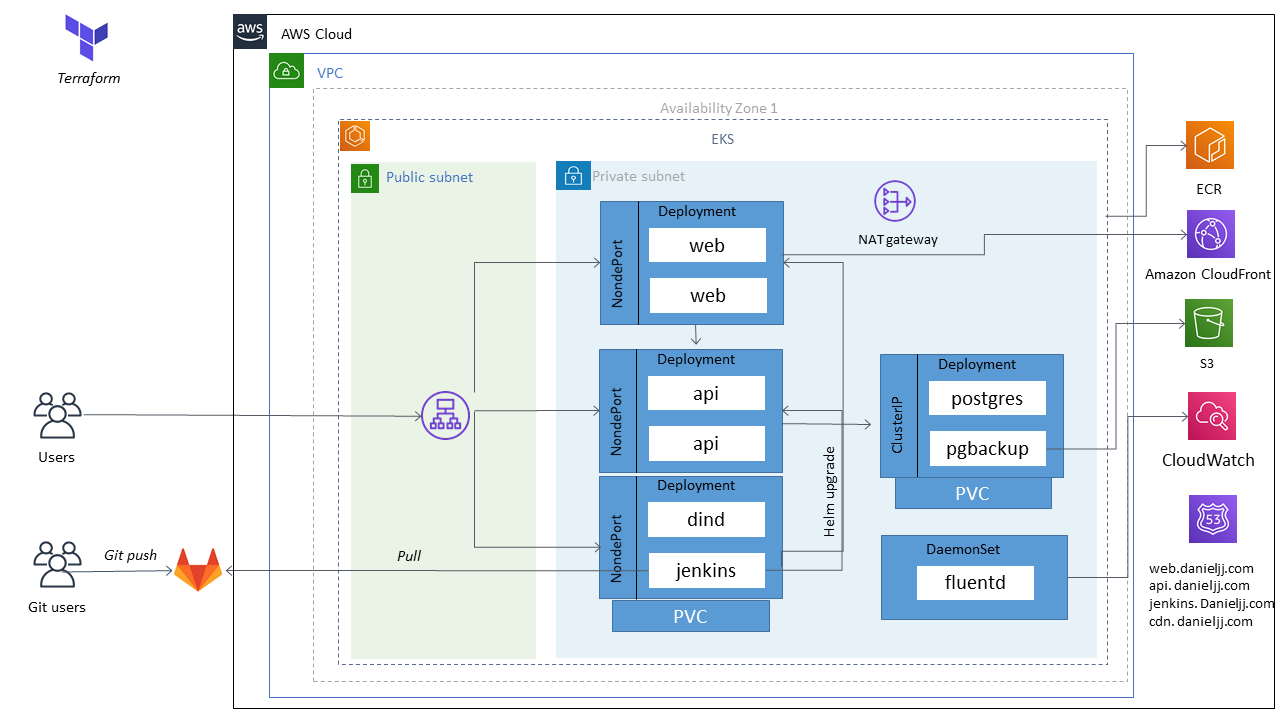 aws
AWS Cloud
Terraform
VPC
Availability Zone 1
EKS
Public subnet
Private subnet
NAT gateway
Deployment
NondePort
web
web
Deployment
NondePort
api
api
Deployment
NondePort
dind
jenkins
PVC
Helm upgrade
Deployment
ClusterIP
postgres
pgbackup
PVC
DaemonSet
fluentd
Users
Git push
Git users
Pull
ECR
Amazon CloudFront
S3
CloudWatch
53
web.danieljj.com
api. danieljj.com
jenkins. Danieljj.com
cdn. danieljj.com